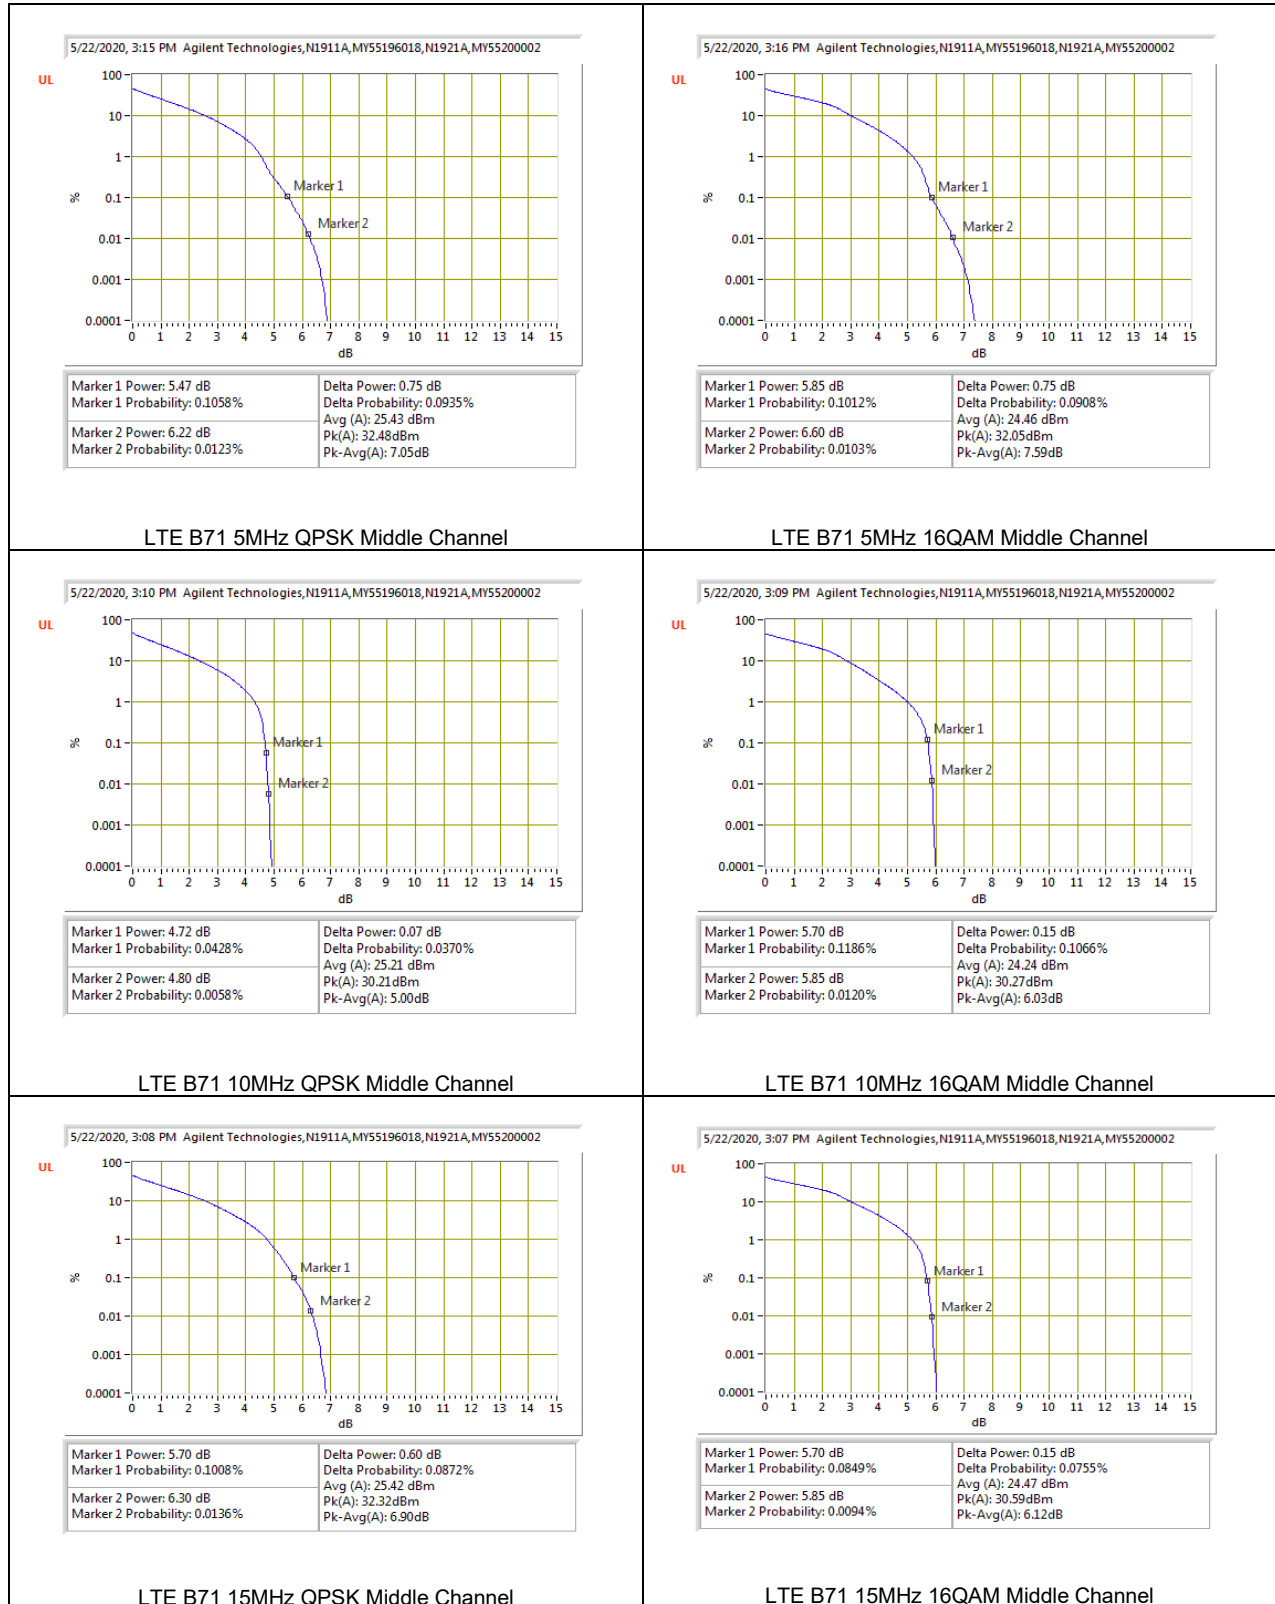 5/22/2020, 3:15 PM Agilent Technologies,N1911A,MY55196018,N1921A,MY55200002
UL
100
10
1
0.1
0.01
0.001
0.0001
%
Marker 1
Marker 2
0 1 2 3 4 5 6 7 8 9 10 11 12 13 14 15
dB
Marker 1 Power: 5.47 dB
Marker 1 Probability: 0.1058%
Marker 2 Power: 6.22 dB
Marker 2 Probability: 0.0123%
Delta Power: 0.75 dB
Delta Probability: 0.0935%
Avg (A): 25.43 dBm
Pk(A): 32.48dBm
Pk-Avg(A): 7.05dB
LTE B71 5MHz QPSK Middle Channel
5/22/2020, 3:16 PM Agilent Technologies,N1911A,MY55196018,N1921A,MY55200002
UL
100
10
1
0.1
0.01
0.001
0.0001
%
Marker 1
Marker 2
0 1 2 3 4 5 6 7 8 9 10 11 12 13 14 15
dB
Marker 1 Power: 5.85 dB
Marker 1 Probability: 0.1012%
Marker 2 Power: 6.60 dB
Marker 2 Probability: 0.0103%
Delta Power: 0.75 dB
Delta Probability: 0.0908%
Avg (A): 24.46 dBm
Pk(A): 32.05dBm
Pk-Avg(A): 7.59dB
LTE B71 5MHz 16QAM Middle Channel
5/22/2020, 3:10 PM Agilent Technologies,N1911A,MY55196018,N1921A,MY55200002
UL
100
10
1
0.1
0.01
0.001
0.0001
%
Marker 1
Marker 2
0 1 2 3 4 5 6 7 8 9 10 11 12 13 14 15
dB
Marker 1 Power: 4.72 dB
Marker 1 Probability: 0.0428%
Marker 2 Power: 4.80 dB
Marker 2 Probability: 0.0058%
Delta Power: 0.07 dB
Delta Probability: 0.0370%
Avg (A): 25.21 dBm
Pk(A): 30.21dBm
Pk-Avg(A): 5.00dB
LTE B71 10MHz QPSK Middle Channel
5/22/2020, 3:09 PM Agilent Technologies,N1911A,MY55196018,N1921A,MY55200002
UL
100
10
1
0.1
0.01
0.001
0.0001
%
Marker 1
Marker 2
0 1 2 3 4 5 6 7 8 9 10 11 12 13 14 15
dB
Marker 1 Power: 5.70 dB
Marker 1 Probability: 0.1186%
Marker 2 Power: 5.85 dB
Marker 2 Probability: 0.0120%
Delta Power: 0.15 dB
Delta Probability: 0.1066%
Avg (A): 24.24 dBm
Pk(A): 30.27dBm
Pk-Avg(A): 6.03dB
LTE B71 10MHz 16QAM Middle Channel
5/22/2020, 3:08 PM Agilent Technologies,N1911A,MY55196018,N1921A,MY55200002
UL
100
10
1
0.1
0.01
0.001
0.0001
%
Marker 1
Marker 2
0 1 2 3 4 5 6 7 8 9 10 11 12 13 14 15
dB
Marker 1 Power: 5.70 dB
Marker 1 Probability: 0.1008%
Marker 2 Power: 6.30 dB
Marker 2 Probability: 0.0136%
Delta Power: 0.60 dB
Delta Probability: 0.0872%
Avg (A): 25.42 dBm
Pk(A): 32.32dBm
Pk-Avg(A): 6.90dB
LTE B71 15MHz QPSK Middle Channel
5/22/2020, 3:07 PM Agilent Technologies,N1911A,MY55196018,N1921A,MY55200002
UL
100
10
1
0.1
0.01
0.001
0.0001
%
Marker 1
Marker 2
0 1 2 3 4 5 6 7 8 9 10 11 12 13 14 15
dB
Marker 1 Power: 5.70 dB
Marker 1 Probability: 0.0849%
Marker 2 Power: 5.85 dB
Marker 2 Probability: 0.0094%
Delta Power: 0.15 dB
Delta Probability: 0.0755%
Avg (A): 24.47 dBm
Pk(A): 30.59dBm
Pk-Avg(A): 6.12dB
LTE B71 15MHz 16QAM Middle Channel